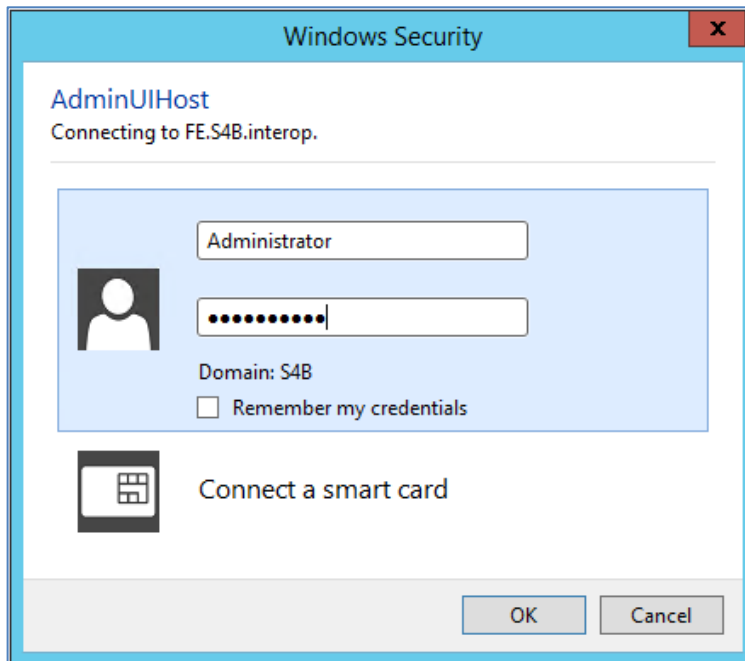 Windows Security
x
AdminUIHost
Connecting to FE.S4B.interop.
Administrator
●●●●●●●●●●
Domain: S4B
Remember my credentials
Connect a smart card
OK
Cancel